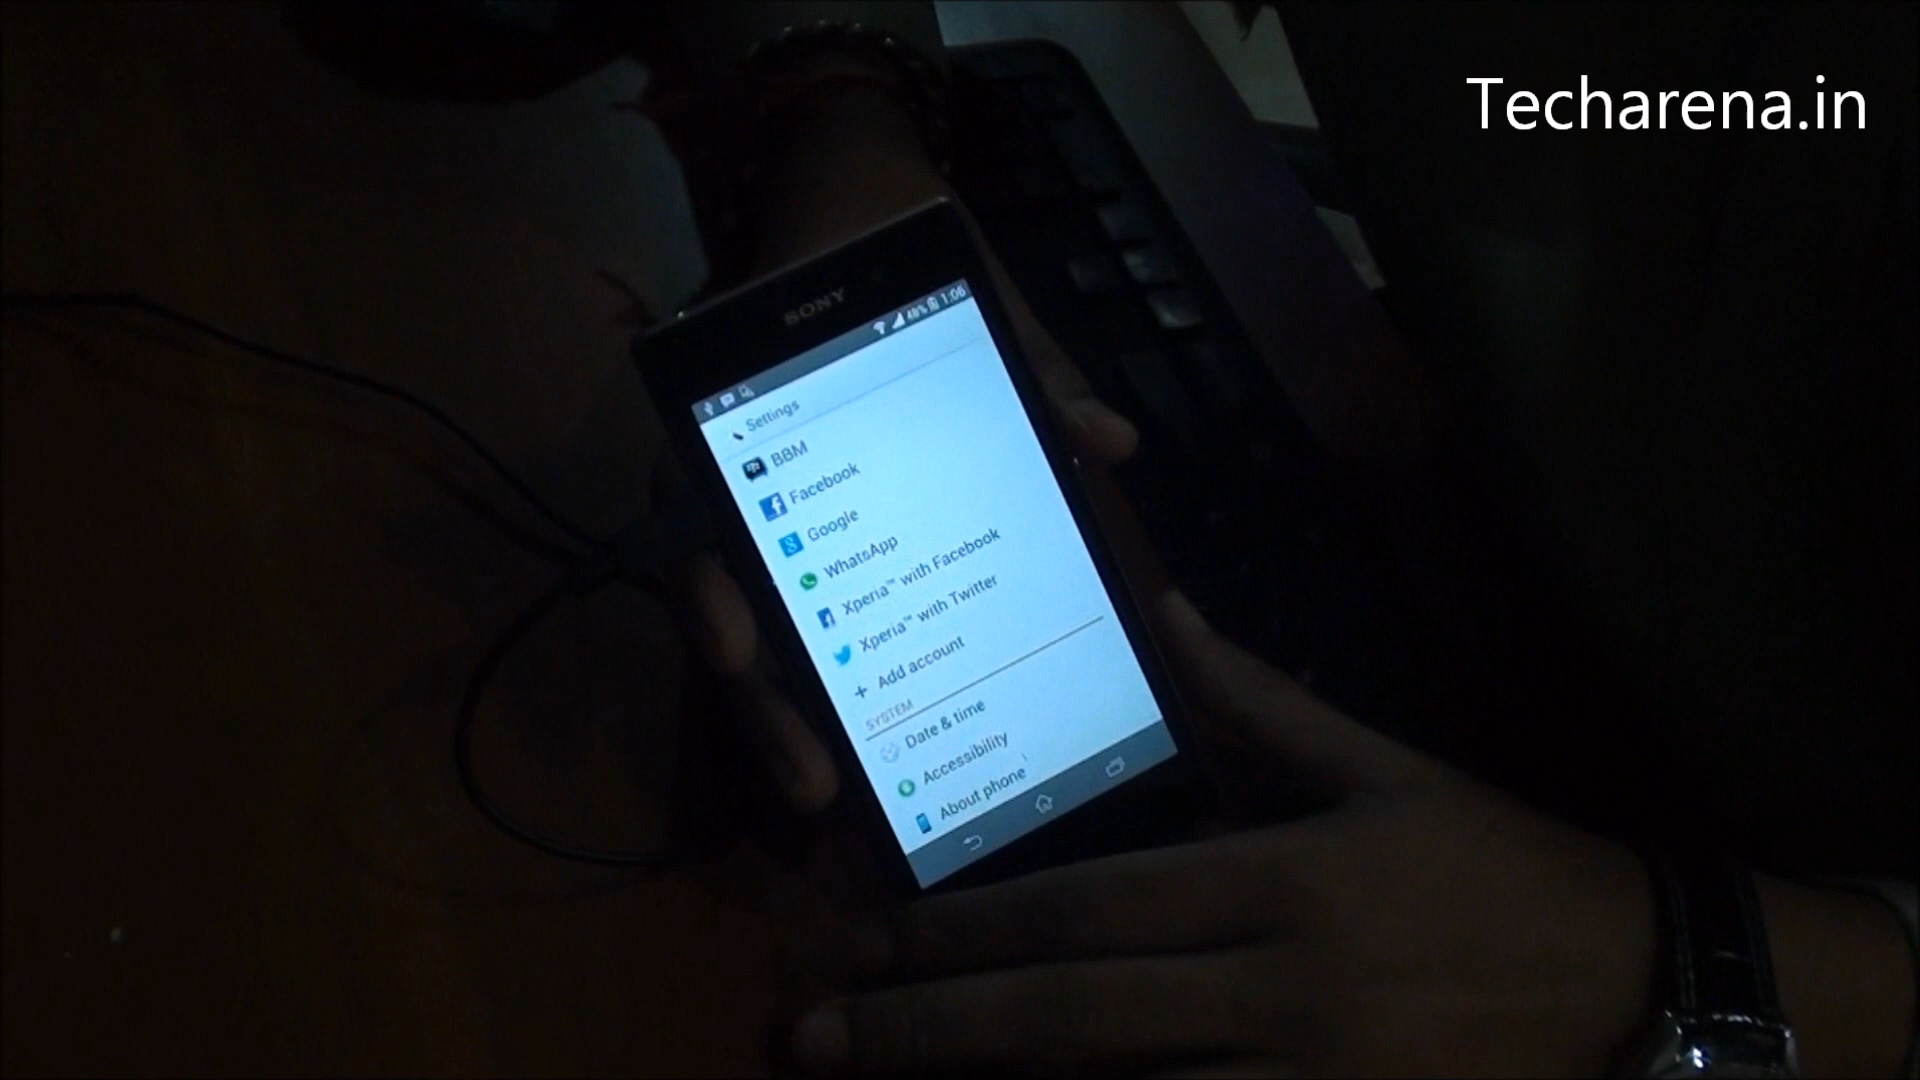 Techarena.in
SONY
48% 1:06
Settings
BBM
Facebook
Google
WhatsApp
Xperia™ with Facebook
Xperia™ with Twitter
+ Add account
SYSTEM
Date & time
Accessibility
About phone